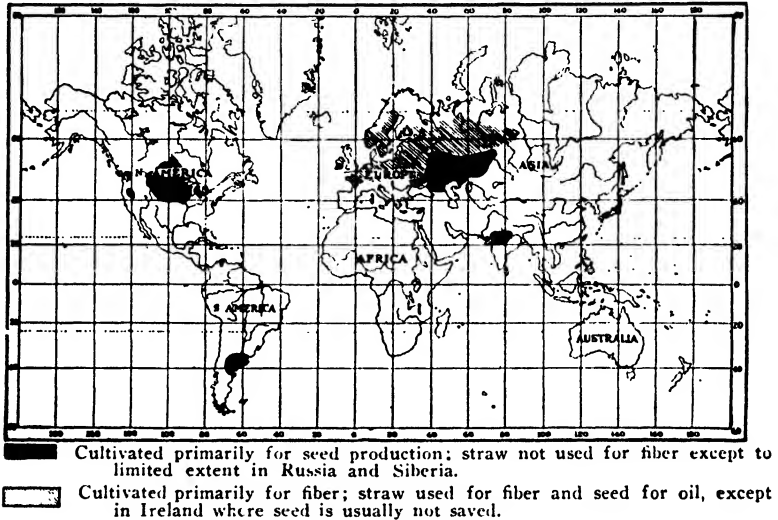 N AMERICA
EUROPE
ASIA
AFRICA
S AMERICA
AUSTRALIA
Cultivated primarily for seed production; straw not used for fiber except to
limited extent in Russia and Siberia.
Cultivated primarily for fiber; straw used for fiber and seed for oil, except
in Ireland where seed is usually not saved.